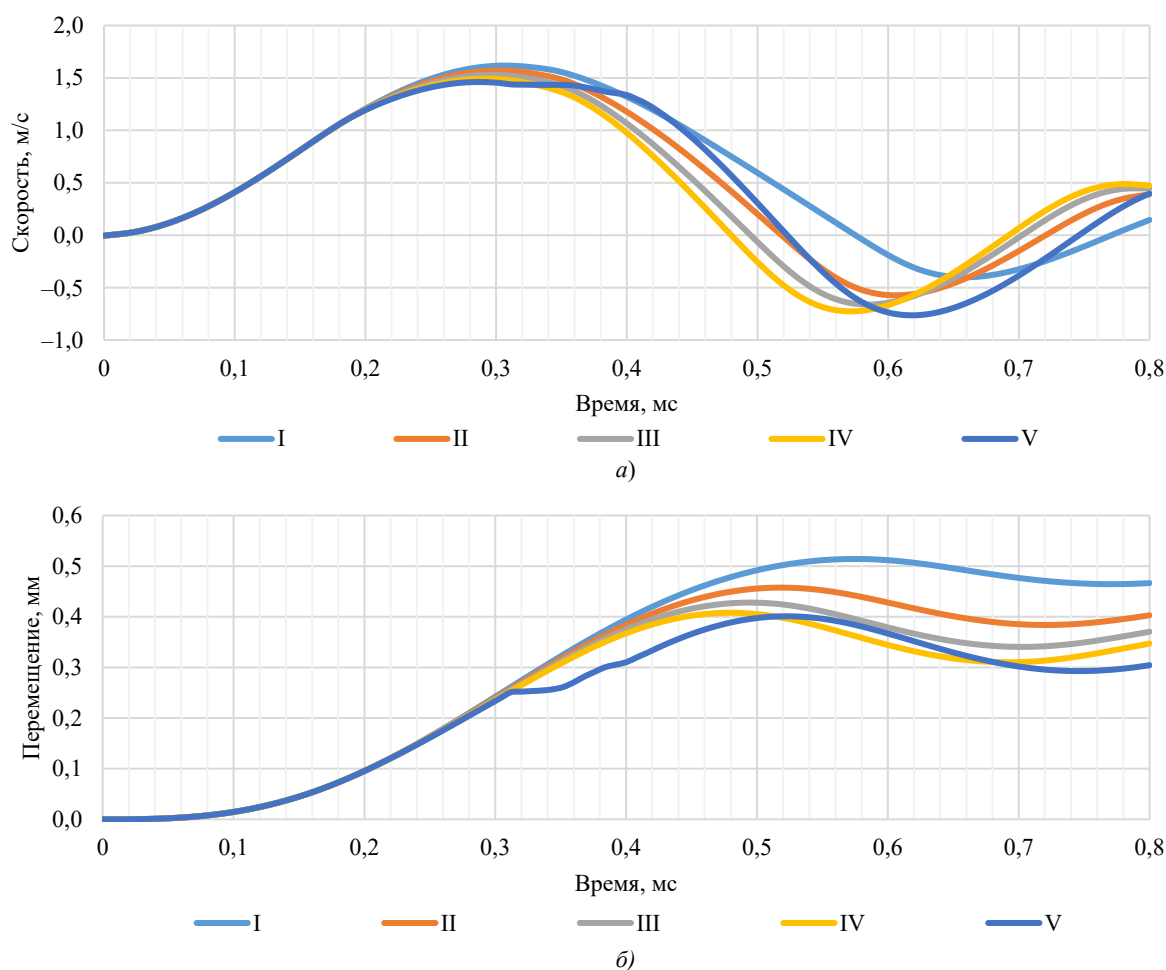 2,0
1,5
1,0
0,5
0,0
–0,5
–1,0
Скорость, м/с
0 0,1 0,2 0,3 0,4 0,5 0,6 0,7 0,8
Время, мс
I II III IV V
а)
0,6
0,5
0,4
0,3
0,2
0,1
0,0
Перемещение, мм
0 0,1 0,2 0,3 0,4 0,5 0,6 0,7 0,8
Время, мс
I II III IV V
б)